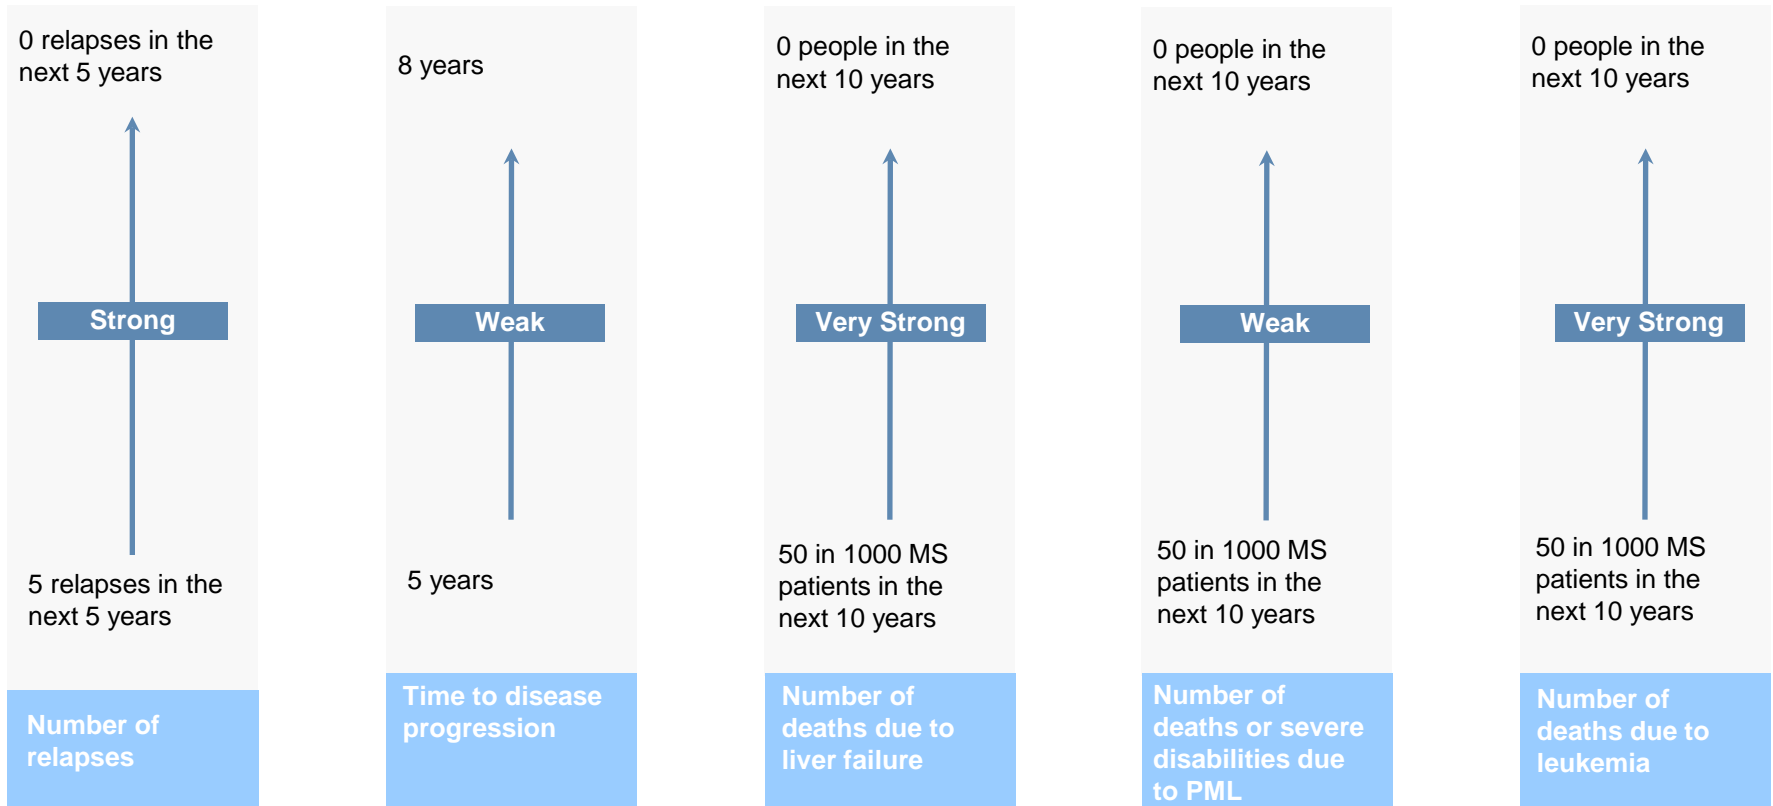 0 relapses in the
next 5 years
Strong
5 relapses in the
next 5 years
Number of
relapses
8 years
Weak
5 years
Time to disease
progression
0 people in the
next 10 years
Very Strong
50 in 1000 MS
patients in the
next 10 years
Number of
deaths due to
liver failure
0 people in the
next 10 years
Weak
50 in 1000 MS
patients in the
next 10 years
Number of
deaths or severe
disabilities due
to PML
0 people in the
next 10 years
Very Strong
50 in 1000 MS
patients in the
next 10 years
Number of
deaths due to
leukemia